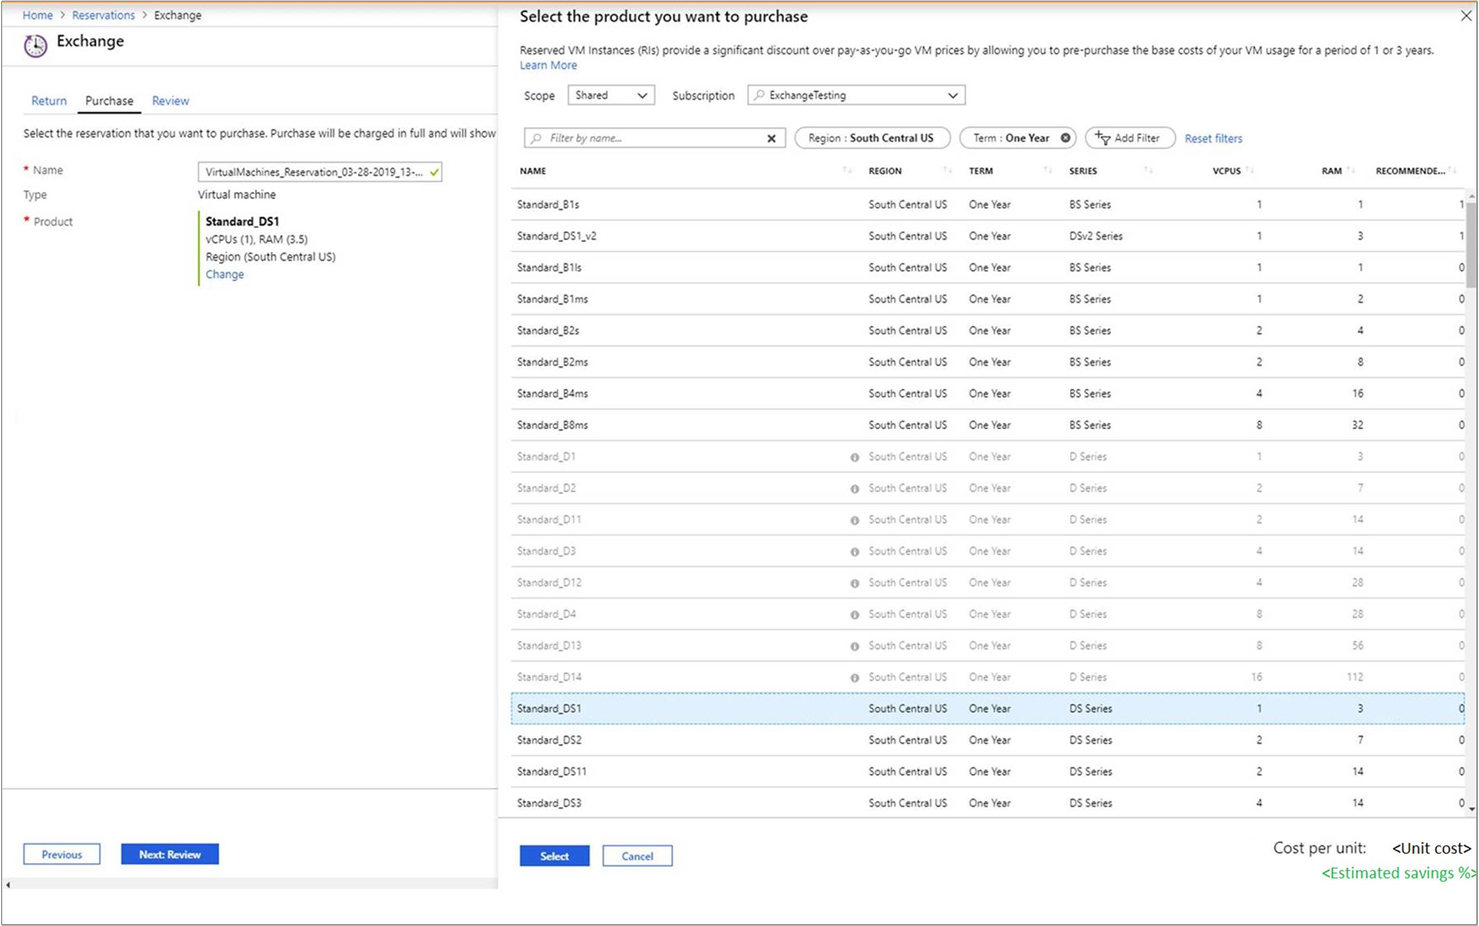 Home > Reservations > Exchange
Exchange
Return Purchase Review
Select the reservation that you want to purchase. Purchase will be charged in full and will show
* Name VirtualMachines_Reservation_03-28-2019_13-...
Type Virtual machine
* Product Standard_DS1
vCPUs (1), RAM (3.5)
Region (South Central US)
Change
Previous Next: Review
Select the product you want to purchase
Reserved VM Instances (RIs) provide a significant discount over pay-as-you-go VM prices by allowing you to pre-purchase the base costs of your VM usage for a period of 1 or 3 years.
Learn More
Scope Shared Subscription ExchangeTesting
Filter by name... Region : South Central US Term : One Year Add Filter Reset filters
NAME REGION TERM SERIES VCPUS RAM RECOMMENDE...
Standard_B1s South Central US One Year BS Series 1 1 1
Standard_DS1_v2 South Central US One Year DSv2 Series 1 3 1
Standard_B1ls South Central US One Year BS Series 1 1 0
Standard_B1ms South Central US One Year BS Series 1 2 0
Standard_B2s South Central US One Year BS Series 2 4 0
Standard_B2ms South Central US One Year BS Series 2 8 0
Standard_B4ms South Central US One Year BS Series 4 16 0
Standard_B8ms South Central US One Year BS Series 8 32 0
Standard_D1 South Central US One Year D Series 1 3 0
Standard_D2 South Central US One Year D Series 2 7 0
Standard_D11 South Central US One Year D Series 2 14 0
Standard_D3 South Central US One Year D Series 4 14 0
Standard_D12 South Central US One Year D Series 4 28 0
Standard_D4 South Central US One Year D Series 8 28 0
Standard_D13 South Central US One Year D Series 8 56 0
Standard_D14 South Central US One Year D Series 16 112 0
Standard_DS1 South Central US One Year DS Series 1 3 0
Standard_DS2 South Central US One Year DS Series 2 7 0
Standard_DS11 South Central US One Year DS Series 2 14 0
Standard_DS3 South Central US One Year DS Series 4 14 0
Select Cancel
Cost per unit: <Unit cost>
<Estimated savings %>